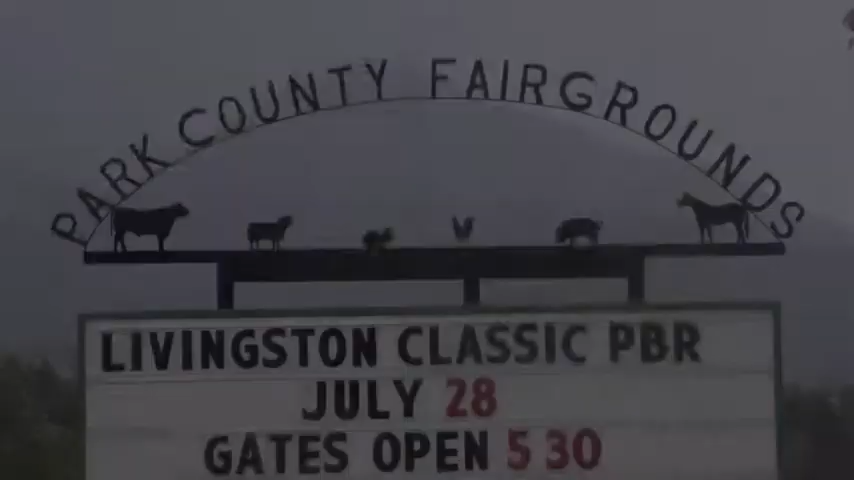 PARK COUNTY FAIRGROUNDS
LIVINGSTON CLASSIC PBR
JULY 28
GATES OPEN 5 30